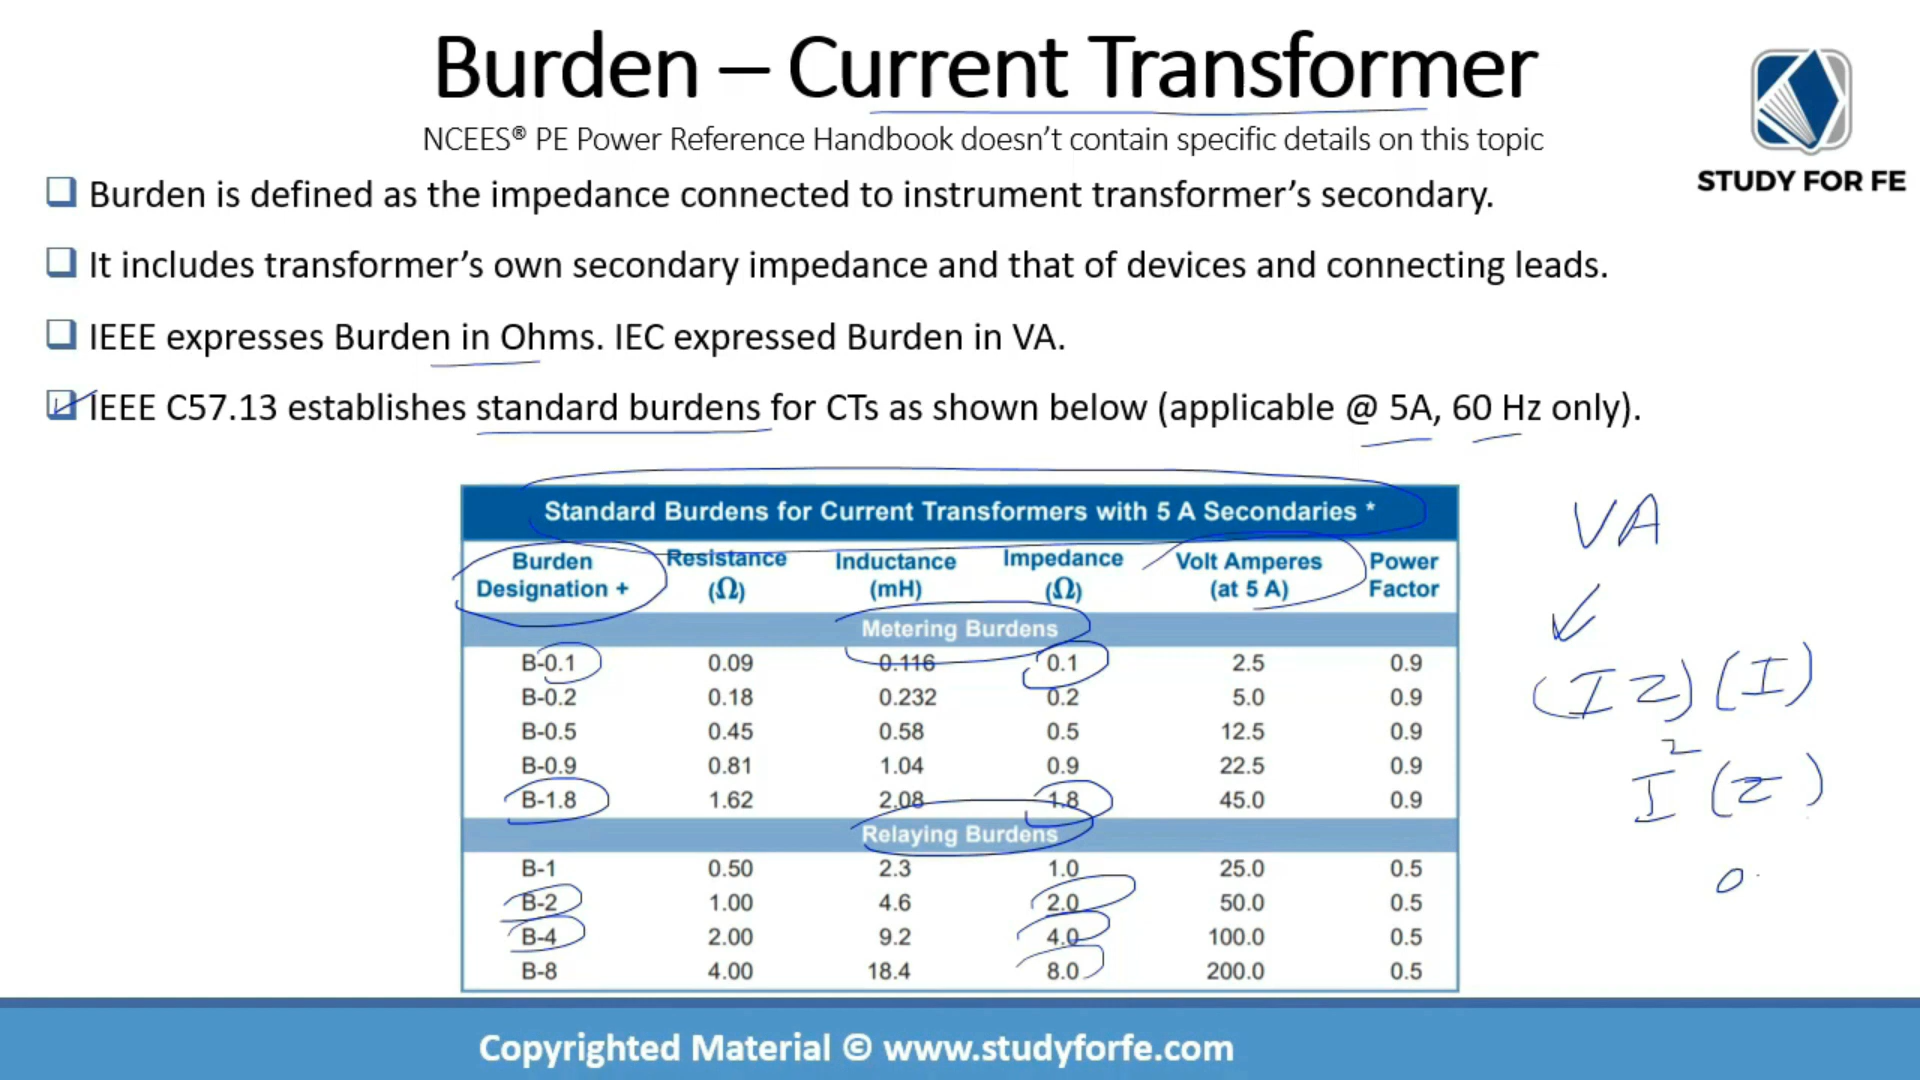 Burden – Current Transformer
NCEES® PE Power Reference Handbook doesn't contain specific details on this topic
STUDY FOR FE
Burden is defined as the impedance connected to instrument transformer's secondary.
It includes transformer's own secondary impedance and that of devices and connecting leads.
IEEE expresses Burden in Ohms. IEC expressed Burden in VA.
IEEE C57.13 establishes standard burdens for CTs as shown below (applicable @ 5A, 60 Hz only).
Standard Burdens for Current Transformers with 5 A Secondaries *
Burden Designation + Resistance (Ω) Inductance (mH) Impedance (Ω) Volt Amperes (at 5 A) Power Factor
Metering Burdens
B-0.1 0.09 0.116 0.1 2.5 0.9
B-0.2 0.18 0.232 0.2 5.0 0.9
B-0.5 0.45 0.58 0.5 12.5 0.9
B-0.9 0.81 1.04 0.9 22.5 0.9
B-1.8 1.62 2.08 1.8 45.0 0.9
Relaying Burdens
B-1 0.50 2.3 1.0 25.0 0.5
B-2 1.00 4.6 2.0 50.0 0.5
B-4 2.00 9.2 4.0 100.0 0.5
B-8 4.00 18.4 8.0 200.0 0.5
VA
(IZ)(I)
I²(Z)
0.
Copyrighted Material © www.studyforfe.com